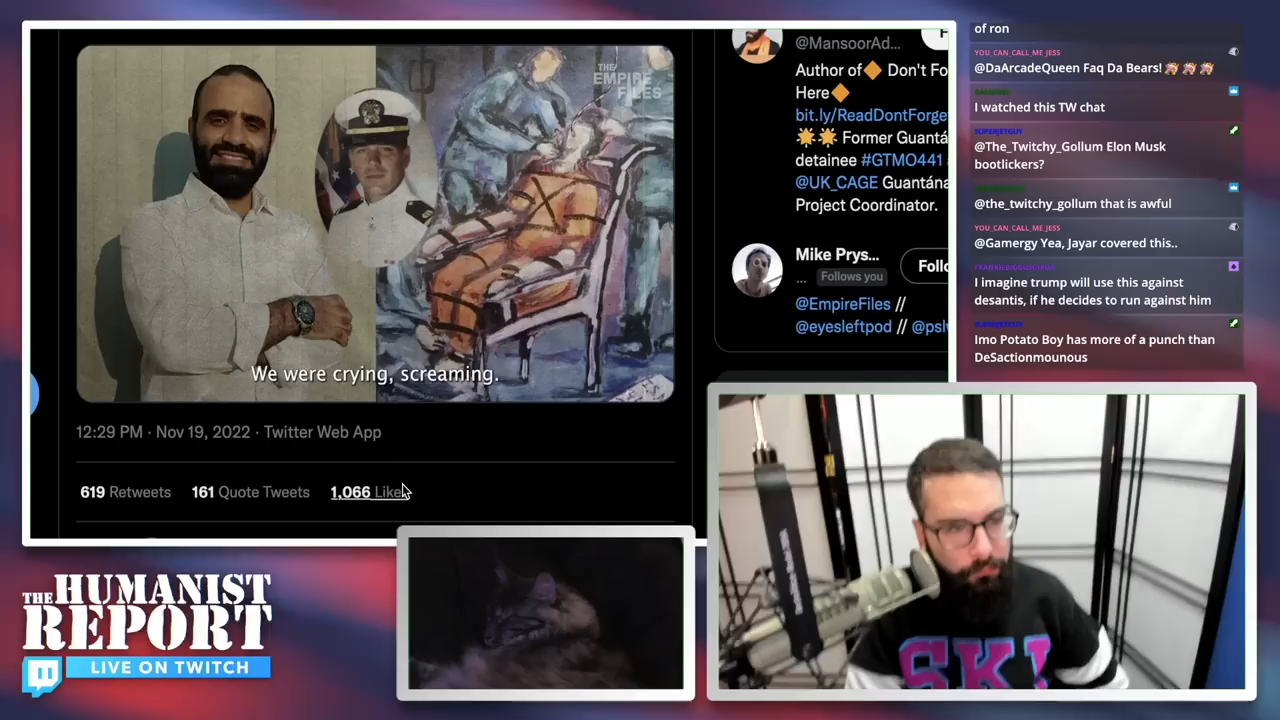 THE
EMPIRE
FILES
We were crying, screaming.
12:29 PM · Nov 19, 2022 · Twitter Web App
619 Retweets 161 Quote Tweets 1,066 Like
@MansoorAd...
Author of🔶 Don't Fo
Here🔶
bit.ly/ReadDontForge
🌟🌟 Former Guantá
detainee #GTMO441
@UK_CAGE Guantána
Project Coordinator.
Mike Prys...
... Follows you
Follo
@EmpireFiles //
@eyesleftpod // @pslv
of ron
YOU_CAN_CALL_ME_JESS
@DaArcadeQueen Faq Da Bears!
I watched this TW chat
SUPERJETGUY
@The_Twitchy_Gollum Elon Musk
bootlickers?
@the_twitchy_gollum that is awful
YOU_CAN_CALL_ME_JESS
@Gamergy Yea, Jayar covered this..
I imagine trump will use this against
desantis, if he decides to run against him
SUPERJETGUY
Imo Potato Boy has more of a punch than
DeSactionmounous
THE HUMANIST
REPORT
LIVE ON TWITCH
SKI